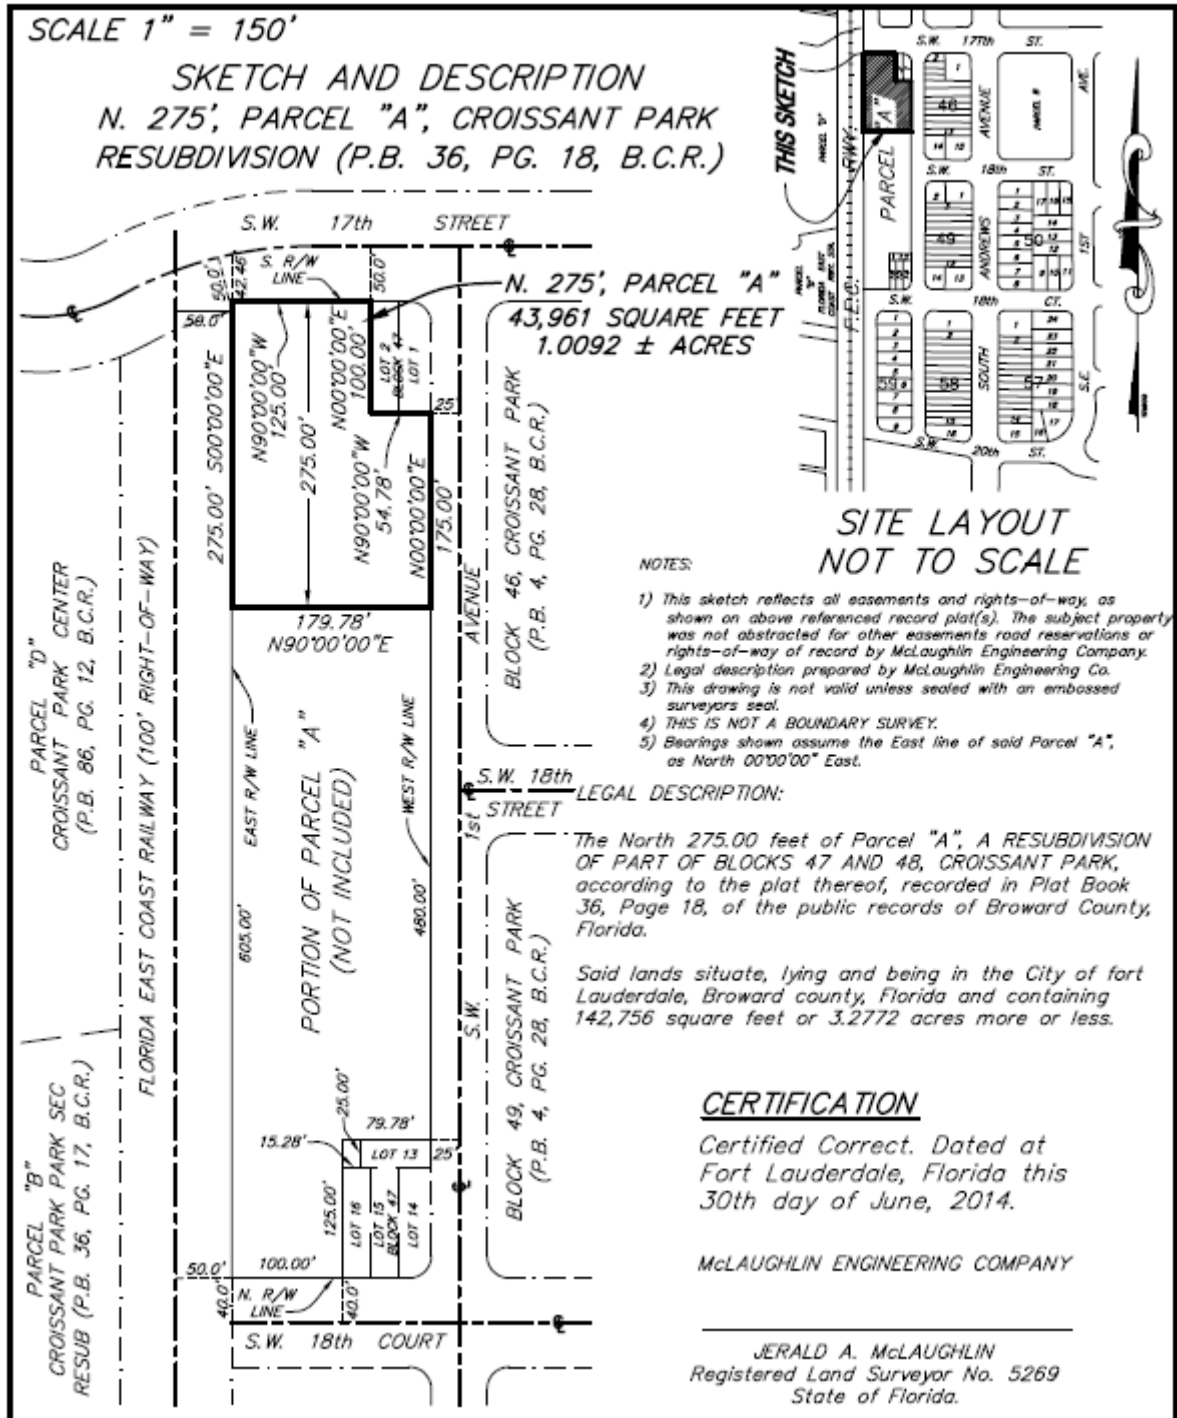 SCALE 1" = 150'
SKETCH AND DESCRIPTION
N. 275', PARCEL "A", CROISSANT PARK
RESUBDIVISION (P.B. 36, PG. 18, B.C.R.)
S.W. 17th STREET
S. R/W
LINE
50.0'
42.46'
50.0'
50.0'
N. 275', PARCEL "A"
43,961 SQUARE FEET
1.0092 ± ACRES
N90°00'00"W
125.00'
N00°00'00"E
100.00'
LOT 2
BLOCK 47
LOT 1
25'
275.00' S00°00'00"E
275.00'
N90°00'00"W
54.78'
N00°00'00"E
175.00'
179.78'
N90°00'00"E
AVENUE
BLOCK 46, CROISSANT PARK
(P.B. 4, PG. 28, B.C.R.)
PARCEL "D"
CROISSANT PARK CENTER
(P.B. 86, PG. 12, B.C.R.)
FLORIDA EAST COAST RAILWAY (100' RIGHT-OF-WAY)
EAST R/W LINE
605.00'
PORTION OF PARCEL "A"
(NOT INCLUDED)
WEST R/W LINE
480.00'
S.W. 18th
STREET
1st
S.W.
BLOCK 49, CROISSANT PARK
(P.B. 4, PG. 28, B.C.R.)
PARCEL "B"
CROISSANT PARK PARK SEC
RESUB (P.B. 36, PG. 17, B.C.R.)
25.00'
79.78'
15.28'
LOT 13
25'
125.00'
LOT 16
LOT 15
BLOCK 47
LOT 14
50.0'
100.00'
40.0'
N. R/W
LINE
40.0'
S.W. 18th COURT
THIS SKETCH
S.W. 17Th ST.
PARCEL "A"
PARCEL "D"
F.E.C. RWY.
46
AVENUE
AVE.
S.W. 18th ST.
49
ANDREWS
50
1ST
S.W. 18th CT.
59
58
SOUTH
57
S.E.
S.W. 20th ST.
SITE LAYOUT
NOT TO SCALE
NOTES:
1) This sketch reflects all easements and rights-of-way, as
shown on above referenced record plat(s). The subject property
was not abstracted for other easements road reservations or
rights-of-way of record by McLaughlin Engineering Company.
2) Legal description prepared by McLaughlin Engineering Co.
3) This drawing is not valid unless sealed with an embossed
surveyors seal.
4) THIS IS NOT A BOUNDARY SURVEY.
5) Bearings shown assume the East line of said Parcel "A",
as North 00°00'00" East.
LEGAL DESCRIPTION:
The North 275.00 feet of Parcel "A", A RESUBDIVISION
OF PART OF BLOCKS 47 AND 48, CROISSANT PARK,
according to the plat thereof, recorded in Plat Book
36, Page 18, of the public records of Broward County,
Florida.
Said lands situate, lying and being in the City of fort
Lauderdale, Broward county, Florida and containing
142,756 square feet or 3.2772 acres more or less.
CERTIFICATION
Certified Correct. Dated at
Fort Lauderdale, Florida this
30th day of June, 2014.
McLAUGHLIN ENGINEERING COMPANY
JERALD A. McLAUGHLIN
Registered Land Surveyor No. 5269
State of Florida.